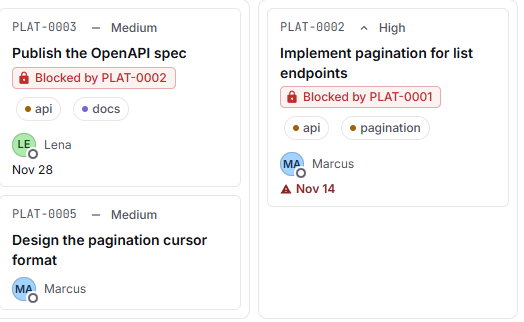 PLAT-0003 Medium
Publish the OpenAPI spec
Blocked by PLAT-0002
api docs
LE Lena
Nov 28
PLAT-0005 Medium
Design the pagination cursor
format
MA Marcus
PLAT-0002 High
Implement pagination for list
endpoints
Blocked by PLAT-0001
api pagination
MA Marcus
Nov 14